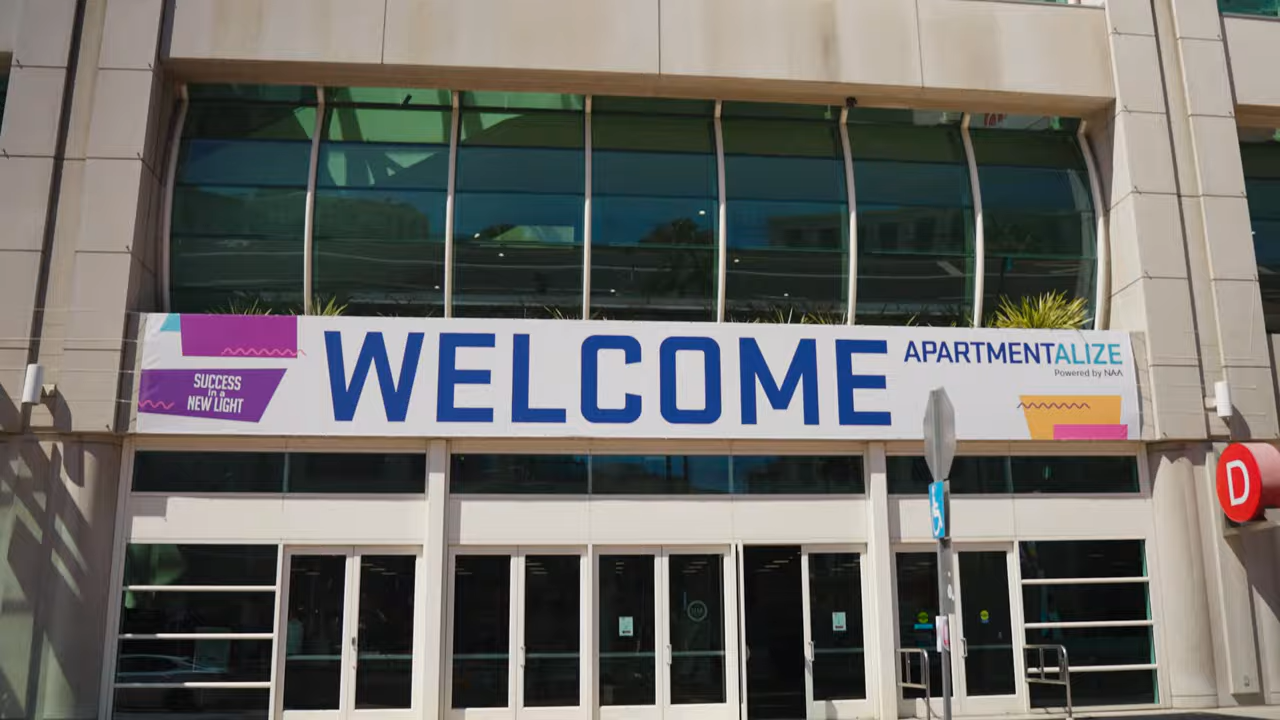 SUCCESS
in a
NEW LIGHT
WELCOME
APARTMENTALIZE
Powered by NAA
D